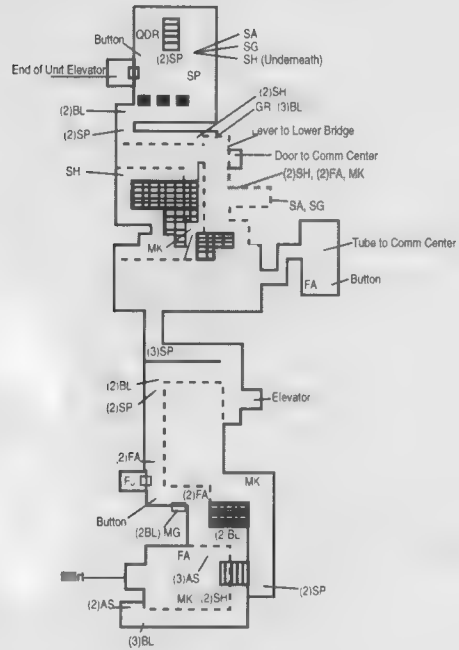 QDR
SA
Button
SG
(2)SP
SH (Underneath)
End of Unit Elevator
SP
(2)BL
(2)SH
GR (3)BL
(2)SP
Lever to Lower Bridge
Door to Comm Center
SH
(2)SH, (2)FA, MK
SA, SG
MK
Tube to Comm Center
FA
Button
(3)SP
(2)BL
(2)SP
Elevator
(2)FA
MK
(2)FA
Button
(2BL) MG
(2)BL
FA
(3)AS
(2)AS
MK
(2)SH
(2)SP
(3)BL